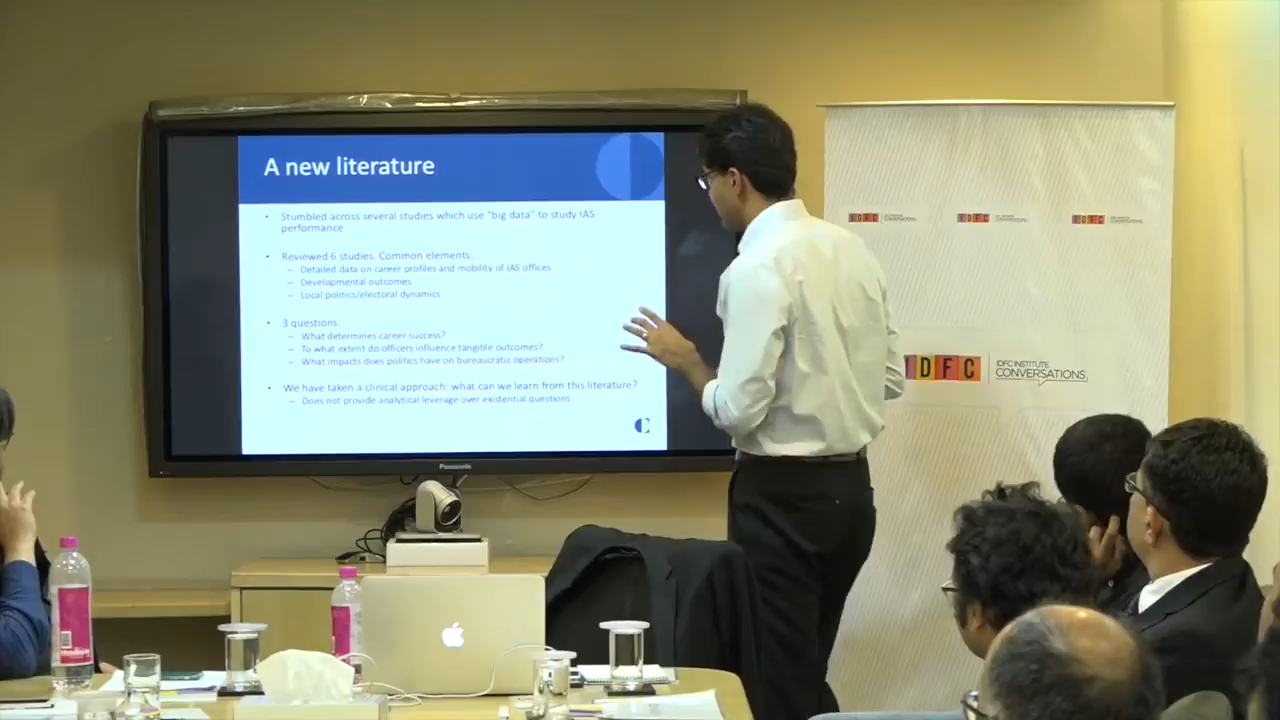 A new literature
• Stumbled across several studies which use "big data" to study IAS
performance
• Reviewed 6 studies. Common elements:
– Detailed data on career profiles and mobility of IAS offices
– Developmental outcomes
– Local politics/electoral dynamics
• 3 questions:
– What determines career success?
– To what extent do officers influence tangible outcomes?
– What impacts does politics have on bureaucratic operations?
• We have taken a clinical approach: what can we learn from this literature?
– Does not provide analytical leverage over existential questions
Panasonic
IDFC
IDFC
IDFC
IDFC
IDFC INSTITUTE
CONVERSATIONS